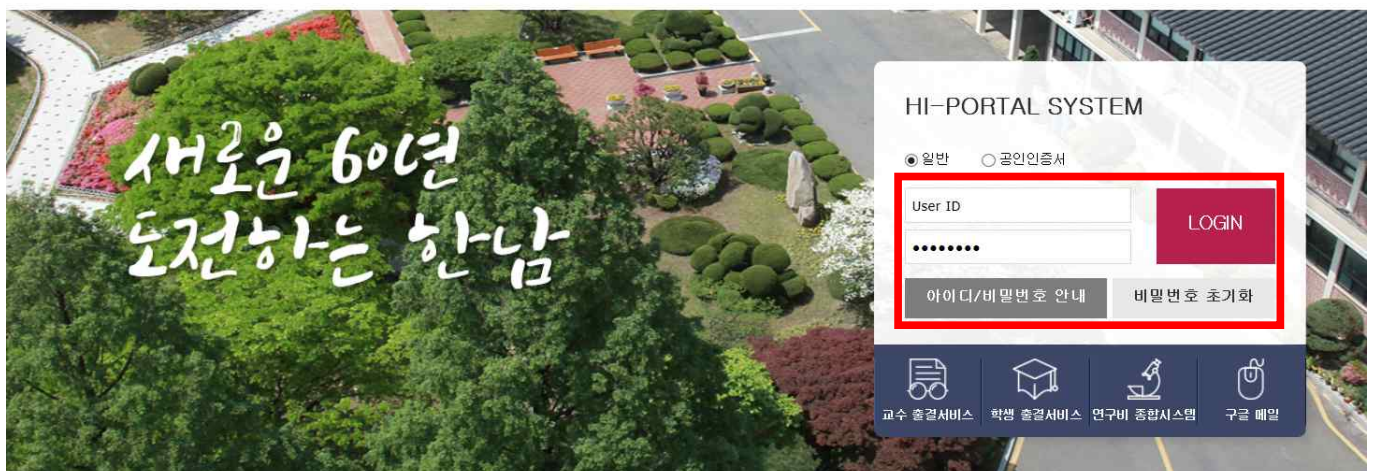 새로운 60년
도전하는 한남
HI-PORTAL SYSTEM
일반 공인인증서
User ID
LOGIN
아이디/비밀번호 안내 비밀번호 초기화
교수 출결서비스 학생 출결서비스 연구비 종합시스템 구글 메일